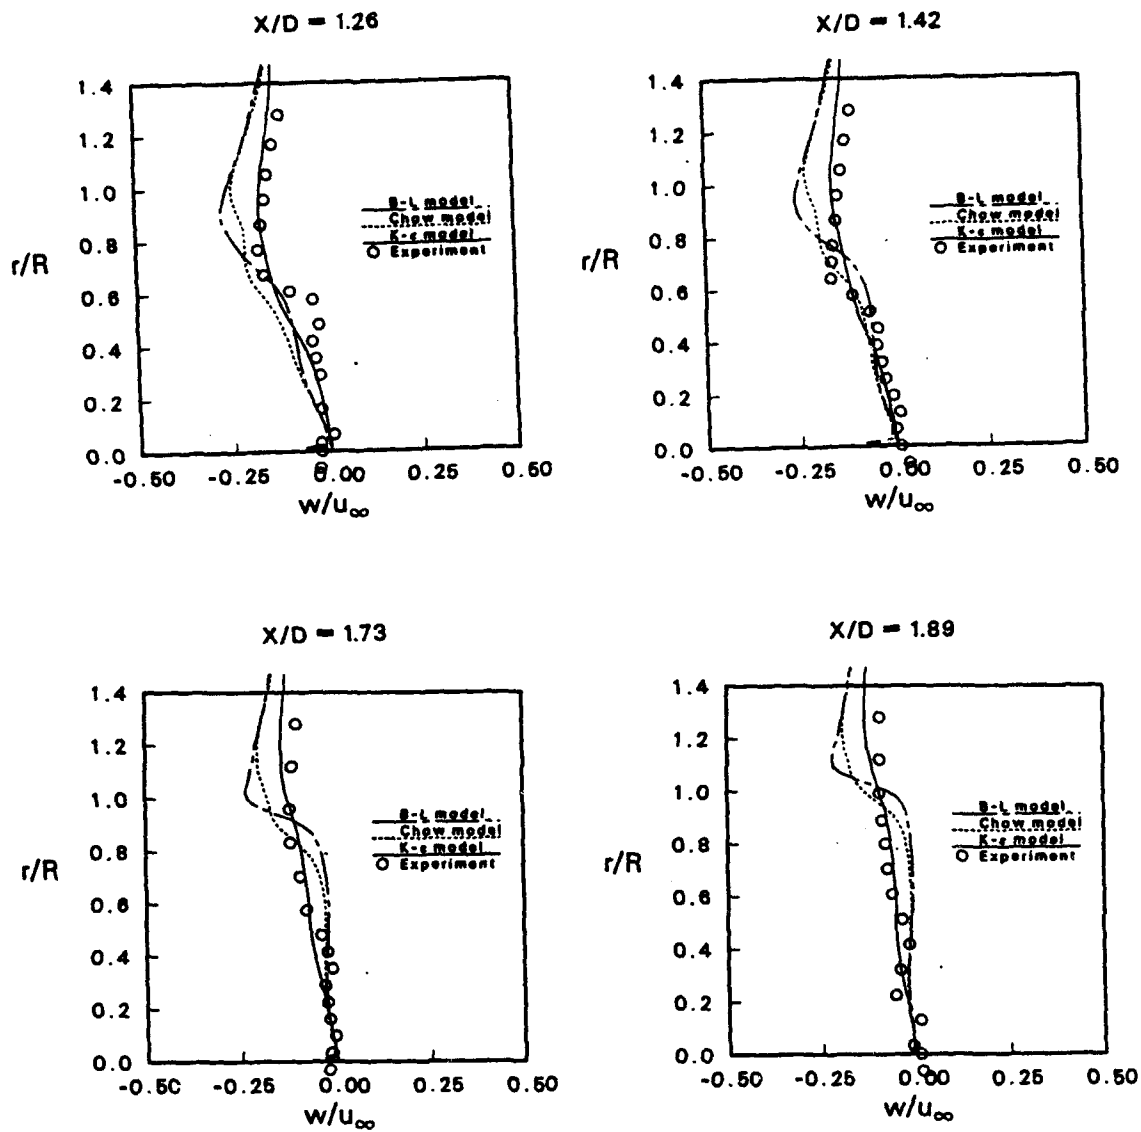 X/D = 1.26
1.4
1.2
1.0
0.8
0.6
0.4
0.2
0.0
r/R
B-L model
Chow model
K-ε model
Experiment
-0.50
-0.25
0.00
0.25
0.50
w/u∞
X/D = 1.42
1.4
1.2
1.0
0.8
0.6
0.4
0.2
0.0
r/R
B-L model
Chow model
K-ε model
Experiment
-0.50
-0.25
0.00
0.25
0.50
w/u∞
X/D = 1.73
1.4
1.2
1.0
0.8
0.6
0.4
0.2
0.0
r/R
B-L model
Chow model
K-ε model
Experiment
-0.50
-0.25
0.00
0.25
0.50
w/u∞
X/D = 1.89
1.4
1.2
1.0
0.8
0.6
0.4
0.2
0.0
r/R
B-L model
Chow model
K-ε model
Experiment
-0.50
-0.25
0.00
0.25
0.50
w/u∞